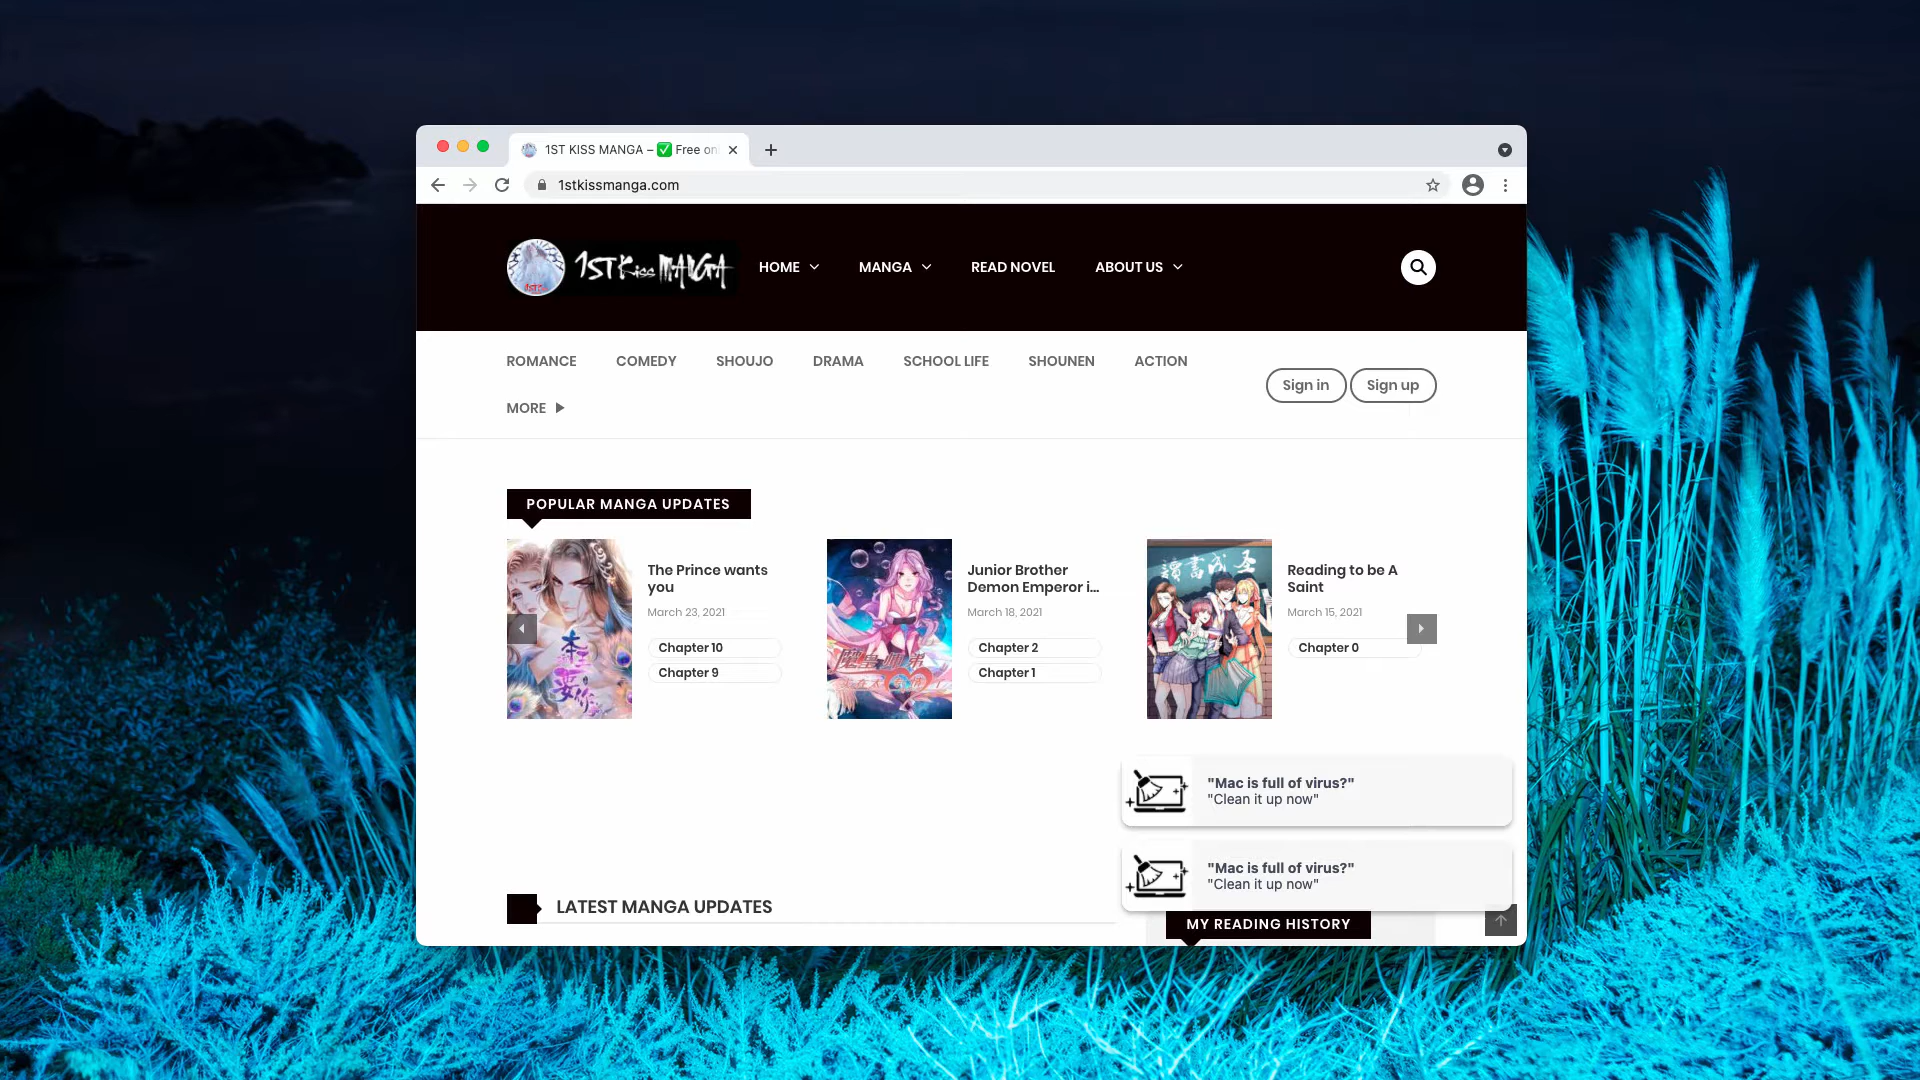 1ST KISS MANGA – ✅ Free on
1stkissmanga.com
1ST Kiss MANGA
HOME
MANGA
READ NOVEL
ABOUT US
ROMANCE
COMEDY
SHOUJO
DRAMA
SCHOOL LIFE
SHOUNEN
ACTION
MORE
Sign in
Sign up
POPULAR MANGA UPDATES
The Prince wants
you
March 23, 2021
Chapter 10
Chapter 9
Junior Brother
Demon Emperor i...
March 18, 2021
Chapter 2
Chapter 1
讀書成圣
Reading to be A
Saint
March 15, 2021
Chapter 0
"Mac is full of virus?"
"Clean it up now"
"Mac is full of virus?"
"Clean it up now"
LATEST MANGA UPDATES
MY READING HISTORY